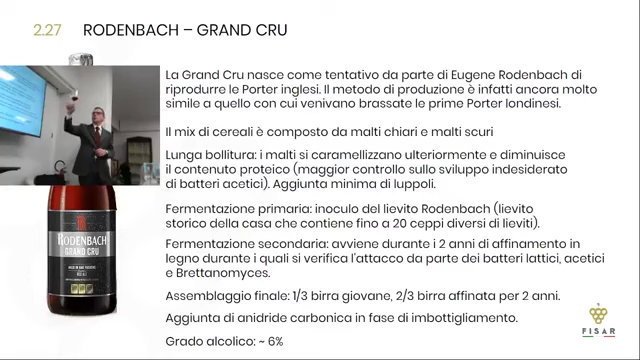 2.27 RODENBACH – GRAND CRU
La Grand Cru nasce come tentativo da parte di Eugene Rodenbach di
riprodurre le Porter inglesi. Il metodo di produzione è infatti ancora molto
simile a quello con cui venivano brassate le prime Porter londinesi.
Il mix di cereali è composto da malti chiari e malti scuri
Lunga bollitura: i malti si caramellizzano ulteriormente e diminuisce
il contenuto proteico (maggior controllo sullo sviluppo indesiderato
di batteri acetici). Aggiunta minima di luppoli.
Fermentazione primaria: inoculo del lievito Rodenbach (lievito
storico della casa che contiene fino a 20 ceppi diversi di lieviti).
Fermentazione secondaria: avviene durante i 2 anni di affinamento in
legno durante i quali si verifica l'attacco da parte dei batteri lattici, acetici
e Brettanomyces.
Assemblaggio finale: 1/3 birra giovane, 2/3 birra affinata per 2 anni.
Aggiunta di anidride carbonica in fase di imbottigliamento.
Grado alcolico: ~ 6%
RODENBACH
GRAND CRU
FISAR